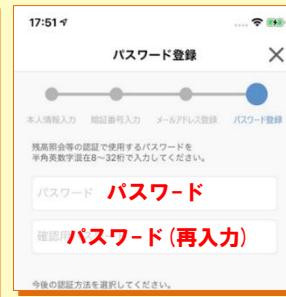 17:51
パスワード登録
本人情報入力 暗証番号入力 メールアドレス登録 パスワード登録
残高照会等の認証で使用するパスワードを
半角英数字混在8〜32桁で入力してください。
パスワード パスワード
確認用 パスワード(再入力)
今後の認証方法を選択してください。